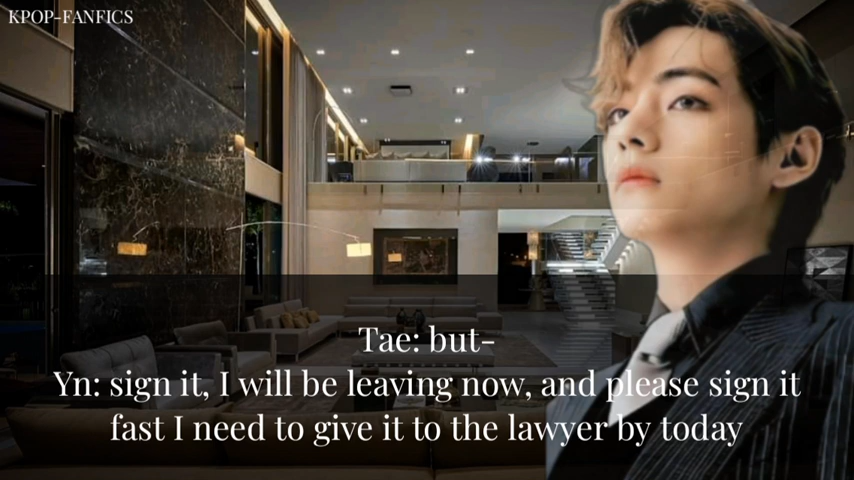 KPOP-FANFICS
Tae: but-
Yn: sign it, I will be leaving now, and please sign it
fast I need to give it to the lawyer by today